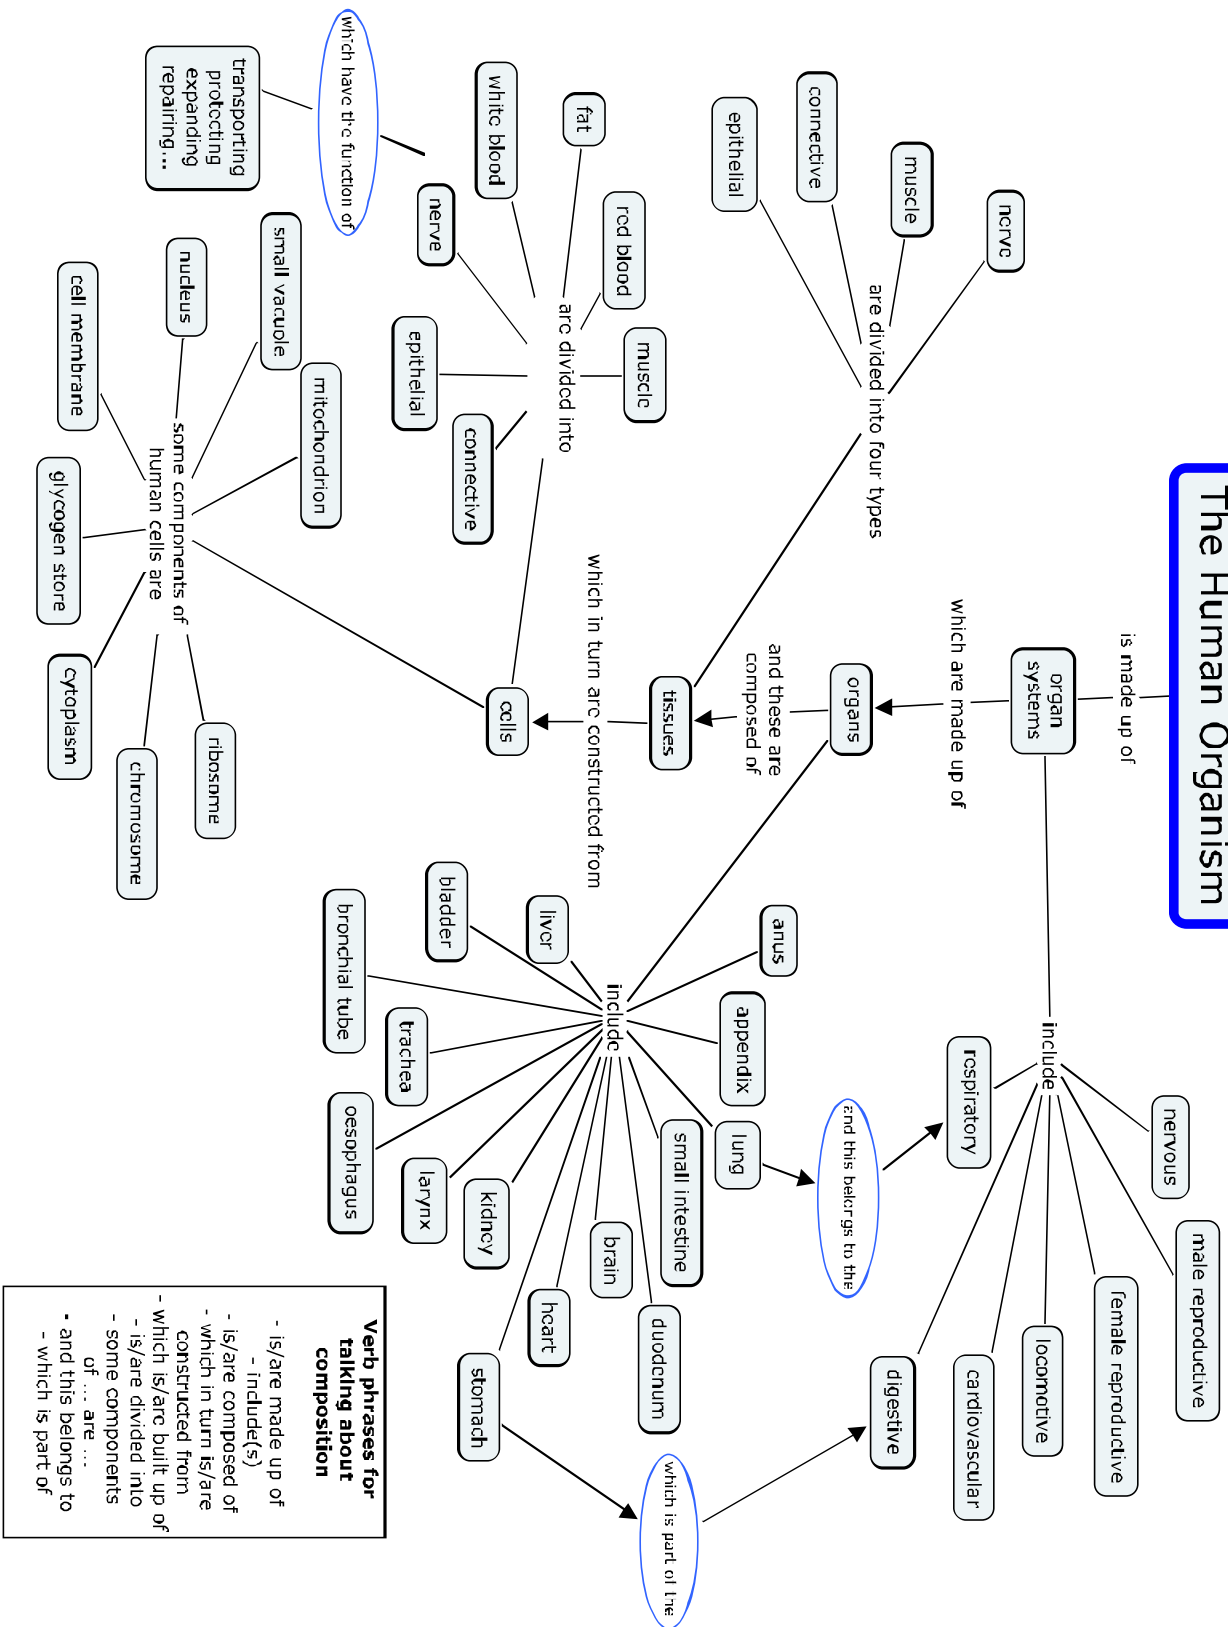 The Human Organism
is made up of
organ
systems
which are made up of
organs
and these are
composed of
tissues
which in turn are constructed from
cells
include
nervous
male reproductive
female reproductive
locomotive
cardiovascular
digestive
respiratory
and this belongs to the
which is part of the
are divided into four types
nerve
muscle
connective
epithelial
include
anus
appendix
lung
small intestine
duodenum
brain
heart
stomach
kidney
larynx
oesophagus
trachea
bronchial tube
bladder
liver
are divided into
muscle
red blood
fat
white blood
nerve
epithelial
connective
which have the function of
transporting
protecting
expanding
repairing...
some components of
human cells are
mitochondrion
small vacuole
nucleus
cell membrane
glycogen store
cytoplasm
chromosome
ribosome
Verb phrases for
talking about
composition
- is/are made up of
- include(s)
- is/are composed of
- which in turn is/are
constructed from
- which is/are built up of
- is/are divided into
- some components
of ... are ...
- and this belongs to
- which is part of